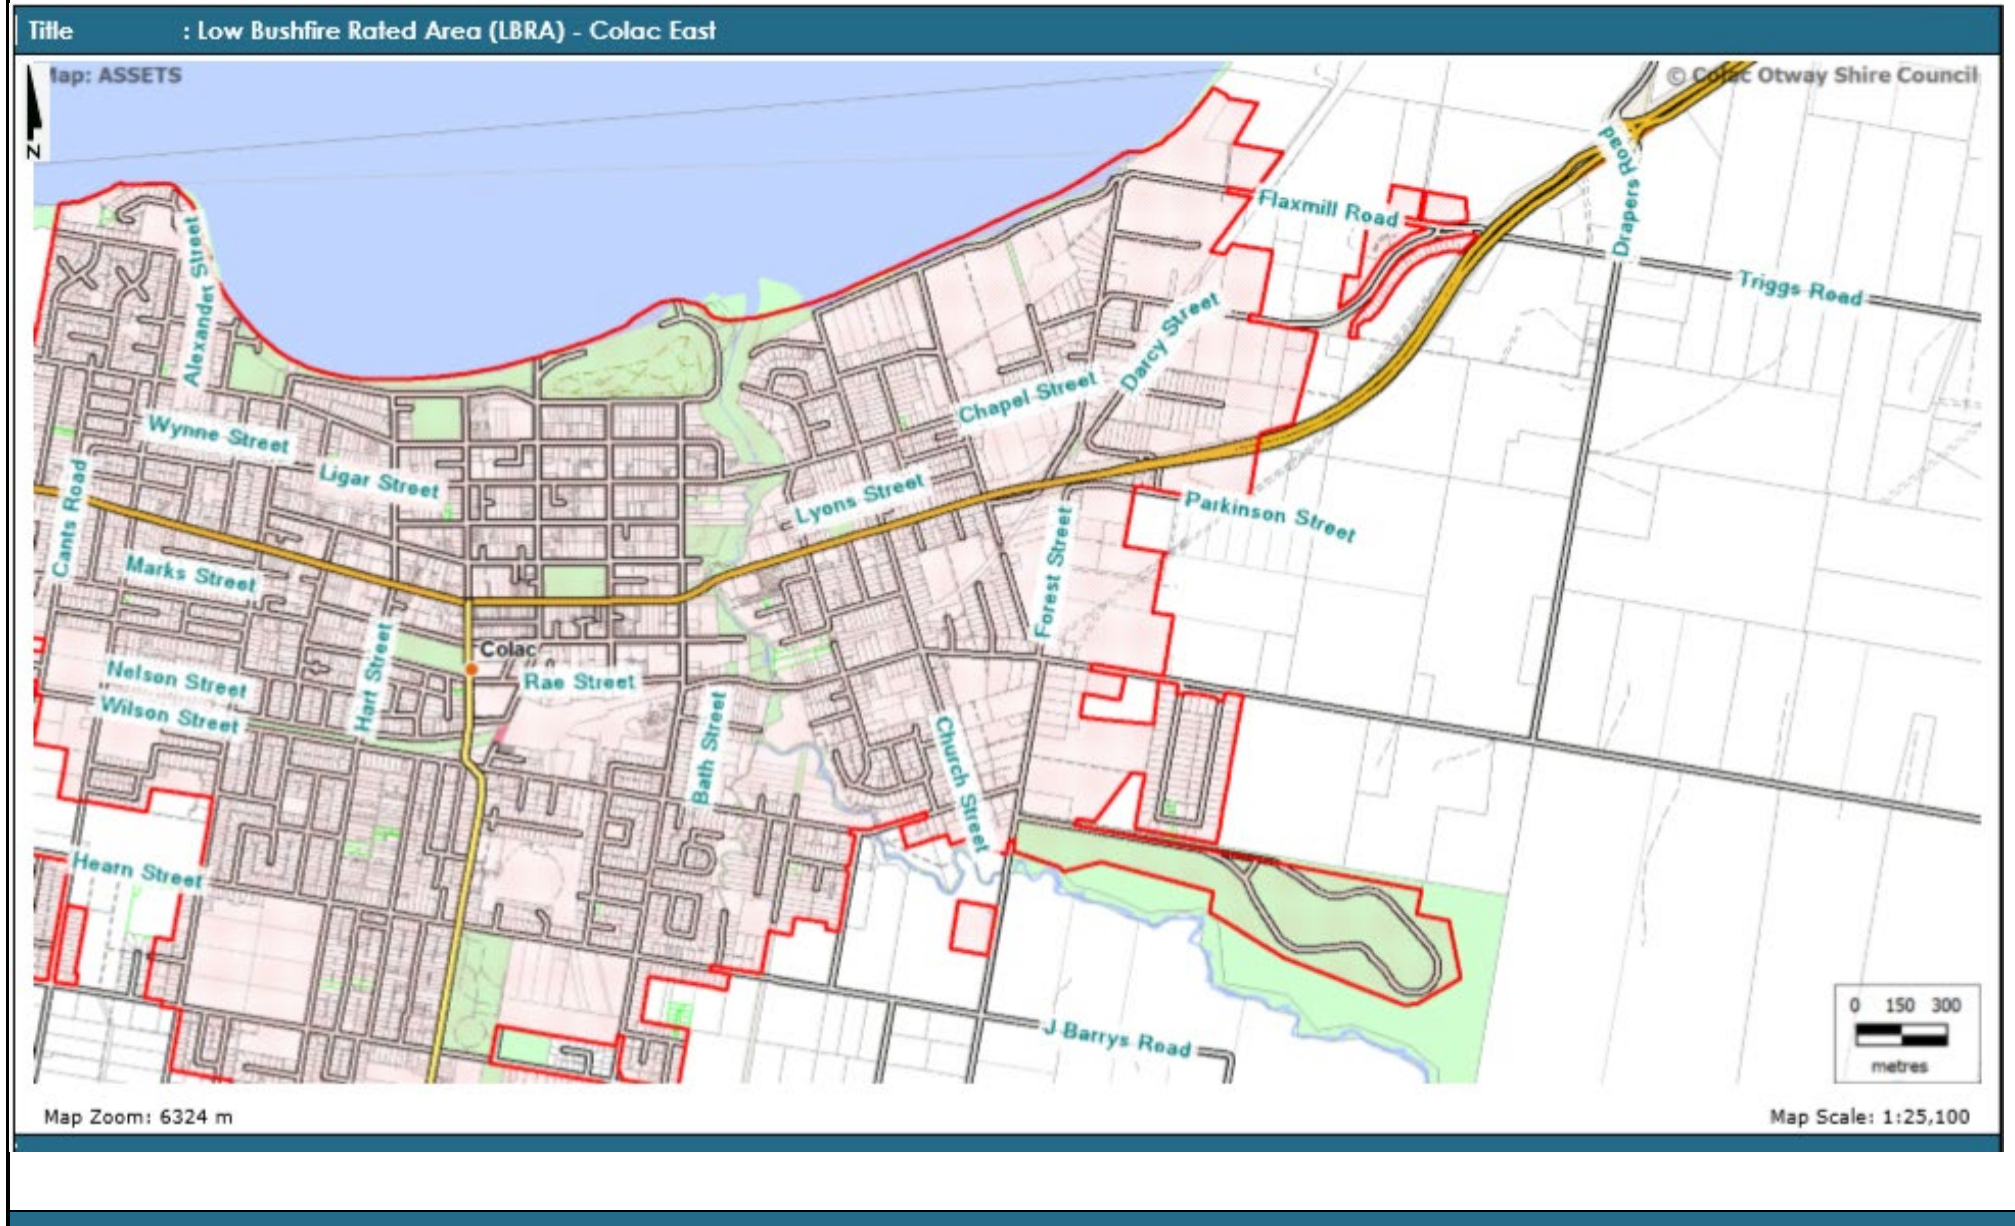 Title : Low Bushfire Rated Area (LBRA) - Colac East
Map: ASSETS
© Colac Otway Shire Council
N
Drapers Road
Flaxmill Road
Triggs Road
Alexander Street
Darcy Street
Chapel Street
Wynne Street
Ligar Street
Lyons Street
Parkinson Street
Cants Road
Marks Street
Forest Street
Colac
Rae Street
Nelson Street
Hart Street
Wilson Street
Bath Street
Church Street
Hearn Street
J Barrys Road
0 150 300
metres
Map Zoom: 6324 m
Map Scale: 1:25,100